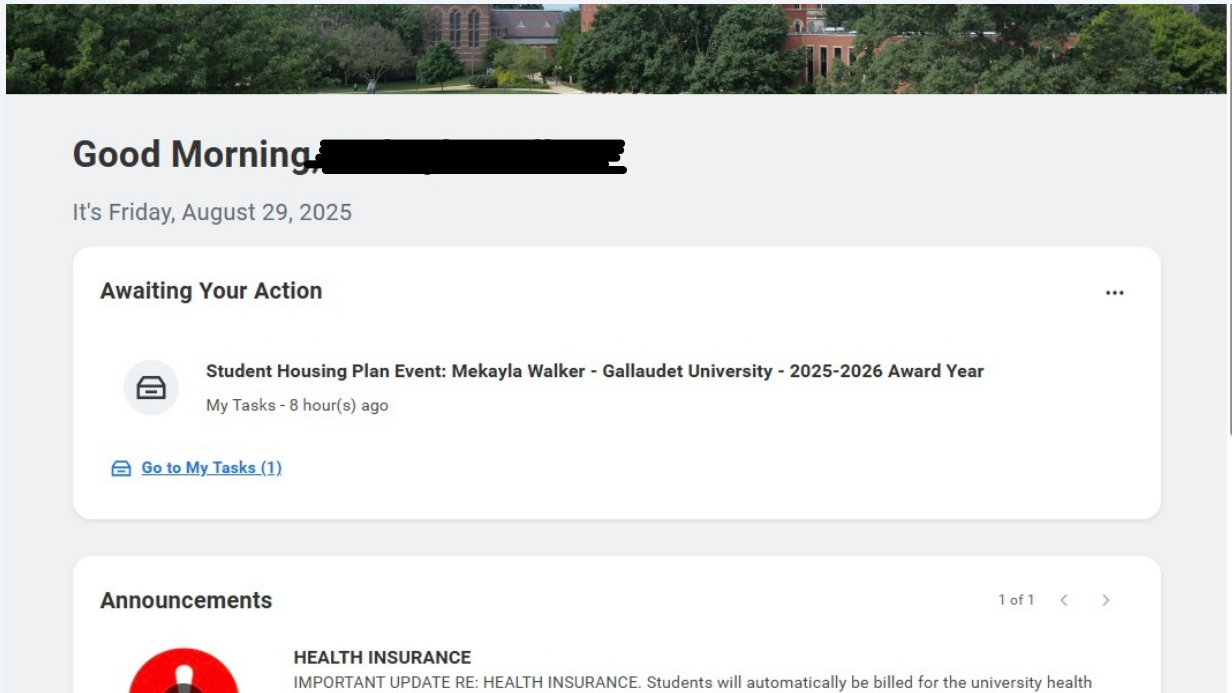 Good Morning,
It's Friday, August 29, 2025
Awaiting Your Action
Student Housing Plan Event: Mekayla Walker - Gallaudet University - 2025-2026 Award Year
My Tasks - 8 hour(s) ago
Go to My Tasks (1)
Announcements
1 of 1
HEALTH INSURANCE
IMPORTANT UPDATE RE: HEALTH INSURANCE. Students will automatically be billed for the university health